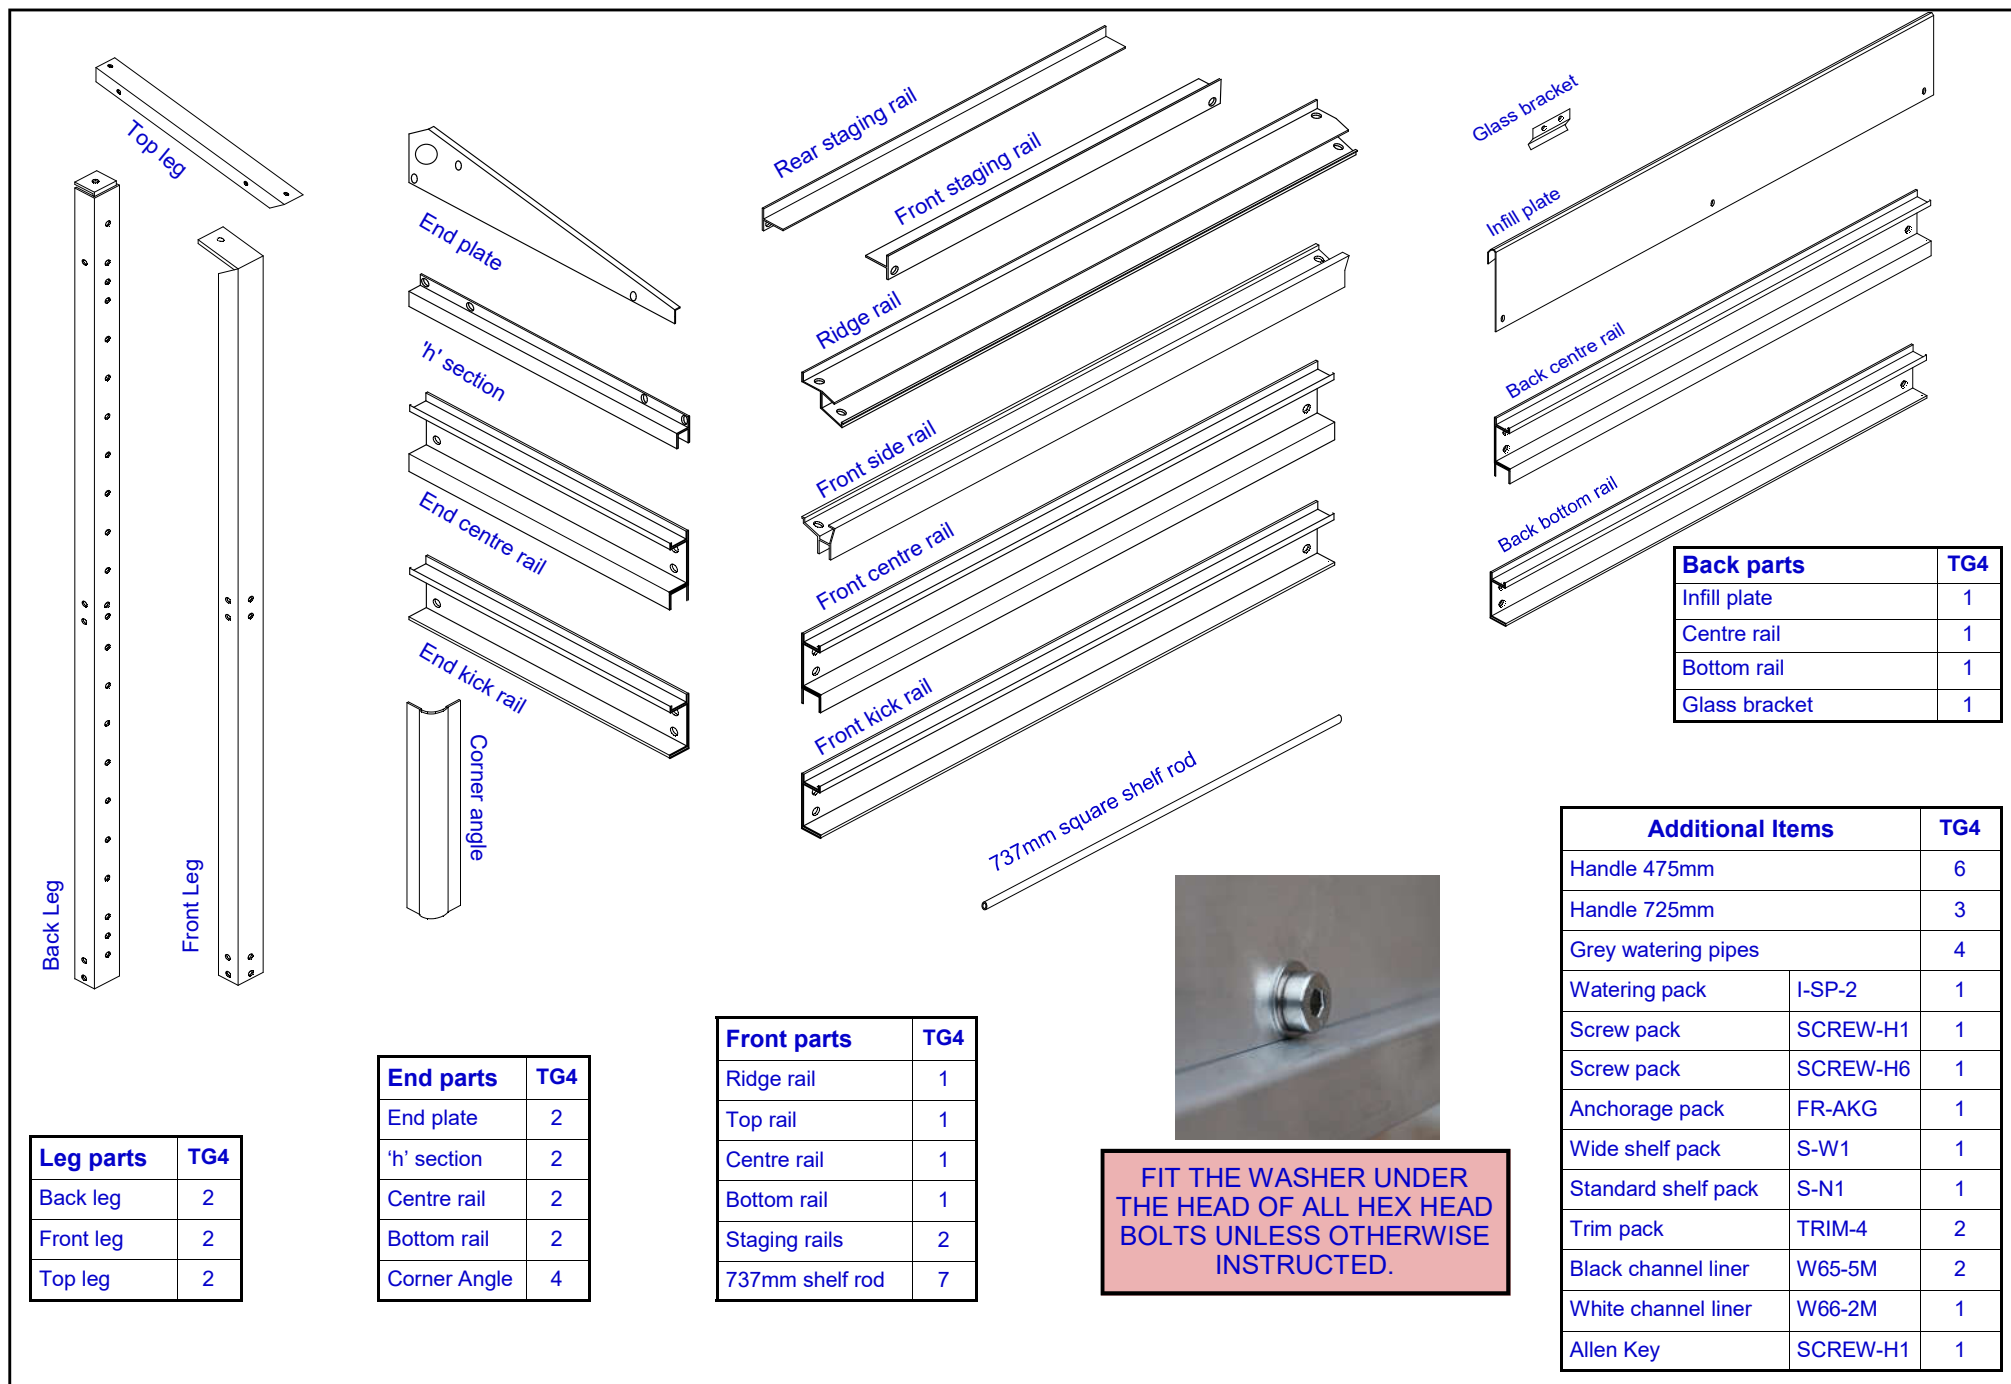 Top leg
Back Leg
Front Leg
End plate
'h' section
End centre rail
End kick rail
Corner angle
Rear staging rail
Front staging rail
Ridge rail
Front side rail
Front centre rail
Front kick rail
737mm square shelf rod
Glass bracket
Infill plate
Back centre rail
Back bottom rail
Back parts TG4
Infill plate 1
Centre rail 1
Bottom rail 1
Glass bracket 1
Leg parts TG4
Back leg 2
Front leg 2
Top leg 2
End parts TG4
End plate 2
‘h’ section 2
Centre rail 2
Bottom rail 2
Corner Angle 4
Front parts TG4
Ridge rail 1
Top rail 1
Centre rail 1
Bottom rail 1
Staging rails 2
737mm shelf rod 7
FIT THE WASHER UNDER
THE HEAD OF ALL HEX HEAD
BOLTS UNLESS OTHERWISE
INSTRUCTED.
Additional Items TG4
Handle 475mm 6
Handle 725mm 3
Grey watering pipes 4
Watering pack I-SP-2 1
Screw pack SCREW-H1 1
Screw pack SCREW-H6 1
Anchorage pack FR-AKG 1
Wide shelf pack S-W1 1
Standard shelf pack S-N1 1
Trim pack TRIM-4 2
Black channel liner W65-5M 2
White channel liner W66-2M 1
Allen Key SCREW-H1 1